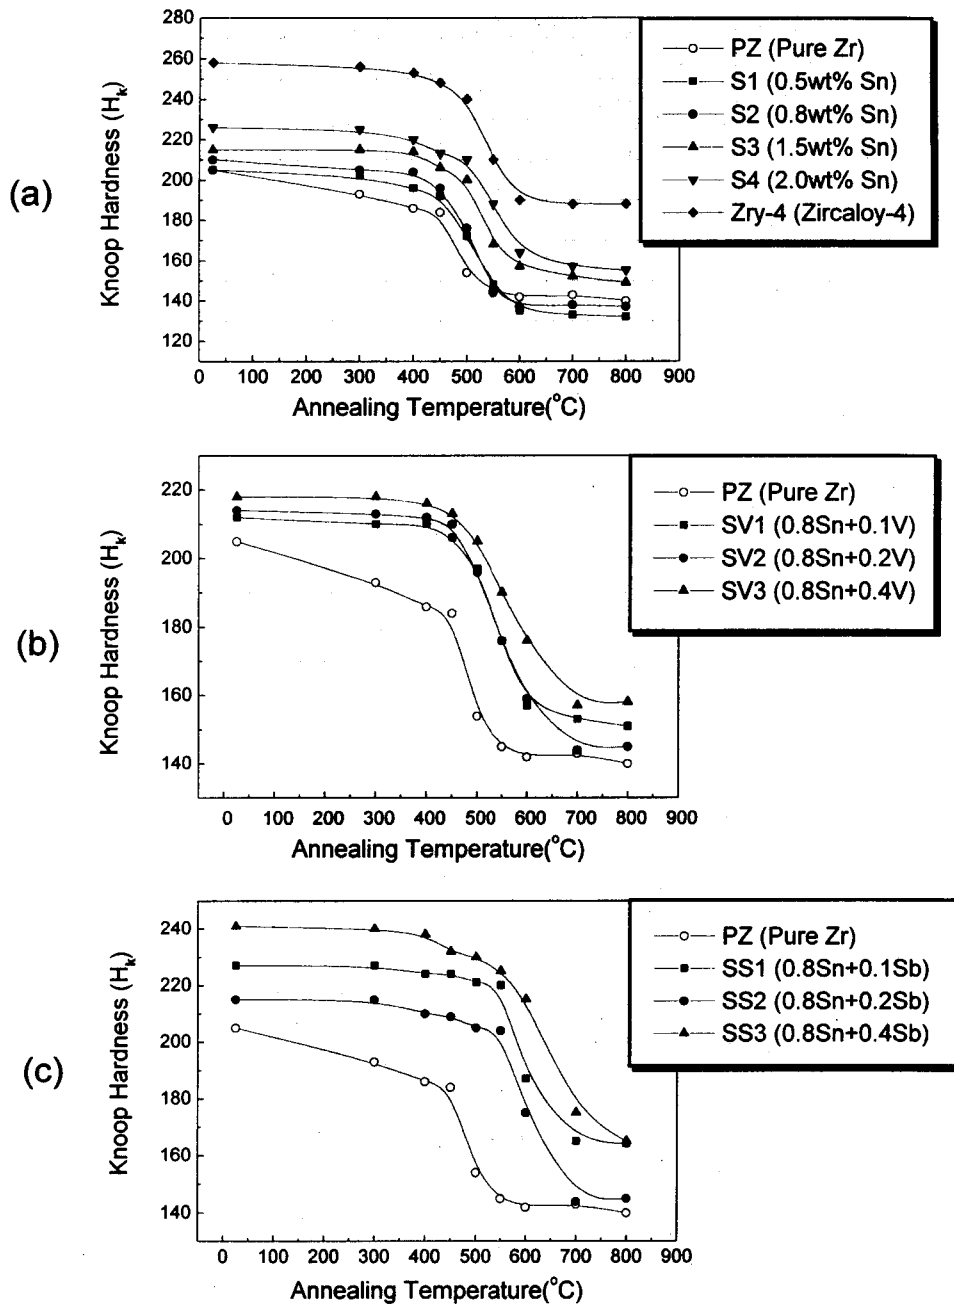 (a)
Knoop Hardness (Hk)
280
260
240
220
200
180
160
140
120
0 100 200 300 400 500 600 700 800 900
Annealing Temperature(°C)
PZ (Pure Zr)
S1 (0.5wt% Sn)
S2 (0.8wt% Sn)
S3 (1.5wt% Sn)
S4 (2.0wt% Sn)
Zry-4 (Zircaloy-4)
(b)
Knoop Hardness (Hk)
220
200
180
160
140
0 100 200 300 400 500 600 700 800 900
Annealing Temperature(°C)
PZ (Pure Zr)
SV1 (0.8Sn+0.1V)
SV2 (0.8Sn+0.2V)
SV3 (0.8Sn+0.4V)
(c)
Knoop Hardness (Hk)
240
220
200
180
160
140
0 100 200 300 400 500 600 700 800 900
Annealing Temperature(°C)
PZ (Pure Zr)
SS1 (0.8Sn+0.1Sb)
SS2 (0.8Sn+0.2Sb)
SS3 (0.8Sn+0.4Sb)